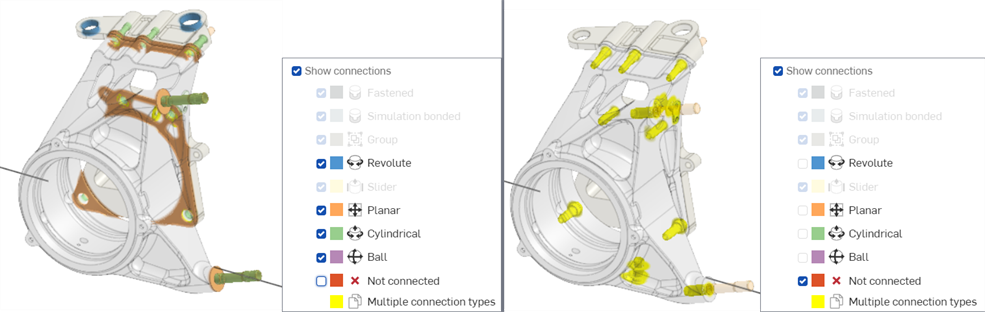 Show connections
Fastened
Simulation bonded
Group
Revolute
Slider
Planar
Cylindrical
Ball
Not connected
Multiple connection types
Show connections
Fastened
Simulation bonded
Group
Revolute
Slider
Planar
Cylindrical
Ball
Not connected
Multiple connection types